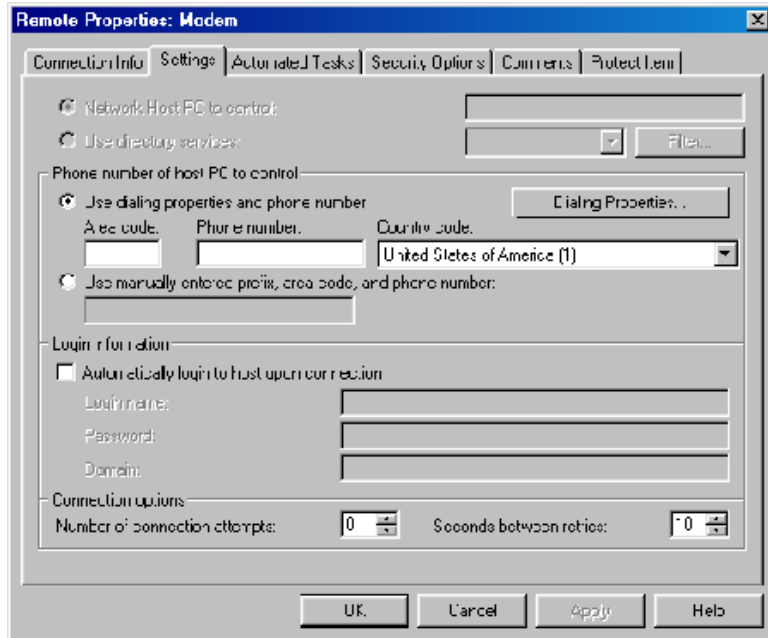 Remote Properties: Modem
Connection Info Settings Automated Tasks Security Options Comments Protect Item
Network Host PC to control:
Use directory services: Filter...
Phone number of host PC to control
Use dialing properties and phone number Dialing Properties...
Area code: Phone number: Country code:
United States of America (1)
Use manually entered prefix, area code, and phone number:
Login information
Automatically login to host upon connection
Login name:
Password:
Domain:
Connection options
Number of connection attempts: 0 Seconds between retries: 10
OK Cancel Apply Help